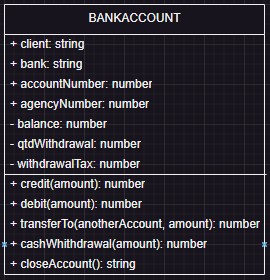 BANKACCOUNT
+ client: string
+ bank: string
+ accountNumber: number
+ agencyNumber: number
- balance: number
- qtdWithdrawal: number
- withdrawalTax: number
+ credit(amount): number
+ debit(amount): number
+ transferTo(anotherAccount, amount): number
+ cashWhithdrawal(amount): number
+ closeAccount(): string